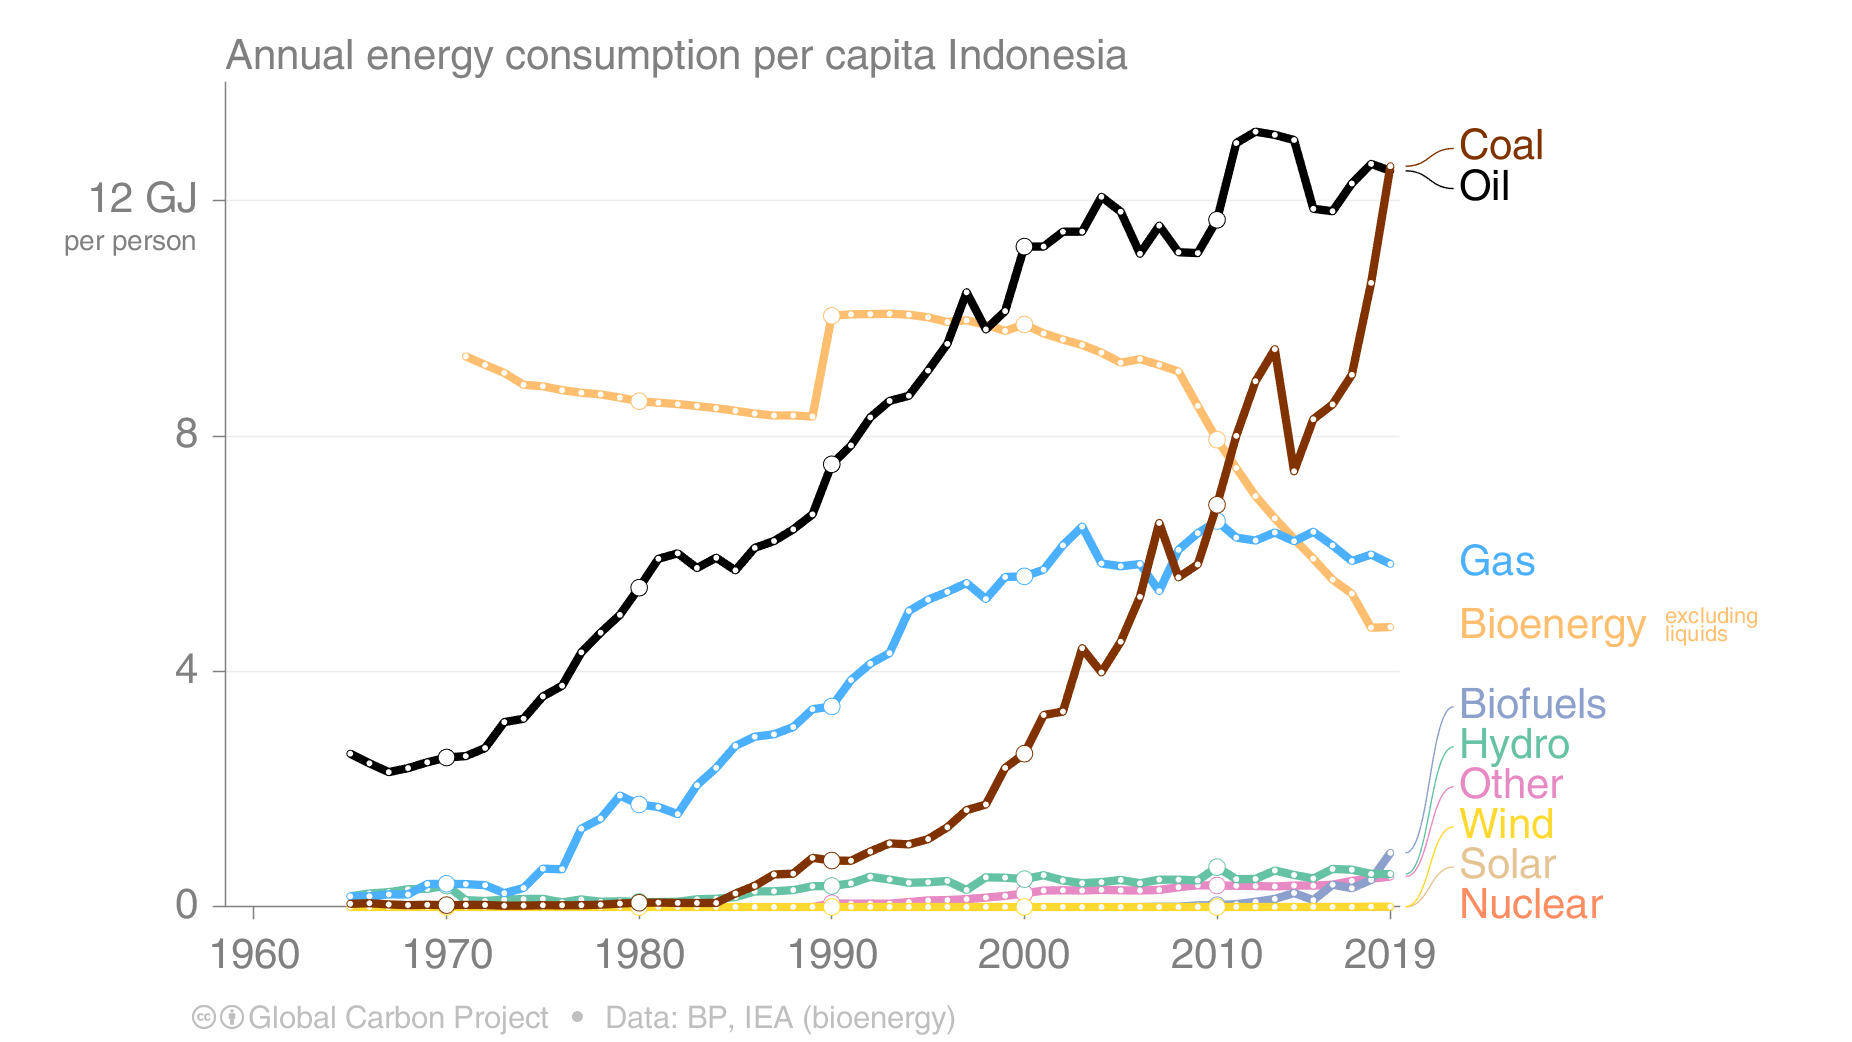 Annual energy consumption per capita Indonesia
12 GJ
per person
8
4
0
1960 1970 1980 1990 2000 2010 2019
Coal
Oil
Gas
Bioenergy excluding liquids
Biofuels
Hydro
Other
Wind
Solar
Nuclear
cc Global Carbon Project • Data: BP, IEA (bioenergy)